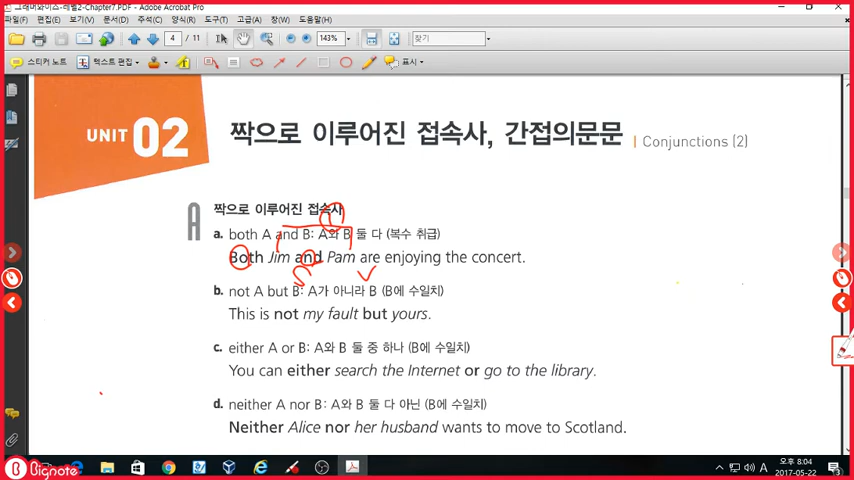 그래머와이즈-레벨2-Chapter7.PDF - Adobe Acrobat Pro
파일(F) 편집(E) 보기(V) 문서(D) 주석(C) 양식(R) 도구(T) 고급(A) 창(W) 도움말(H)
4 / 11 143% 찾기
스티커 노트 텍스트 편집 표시
UNIT 02 짝으로 이루어진 접속사, 간접의문문 Conjunctions (2)
A 짝으로 이루어진 접속사
a. both A and B: A와 B 둘 다 (복수 취급)
Both Jim and Pam are enjoying the concert.
b. not A but B: A가 아니라 B (B에 수일치)
This is not my fault but yours.
c. either A or B: A와 B 둘 중 하나 (B에 수일치)
You can either search the Internet or go to the library.
d. neither A nor B: A와 B 둘 다 아닌 (B에 수일치)
Neither Alice nor her husband wants to move to Scotland.
Bignote
A 오후 8:04
2017-05-22